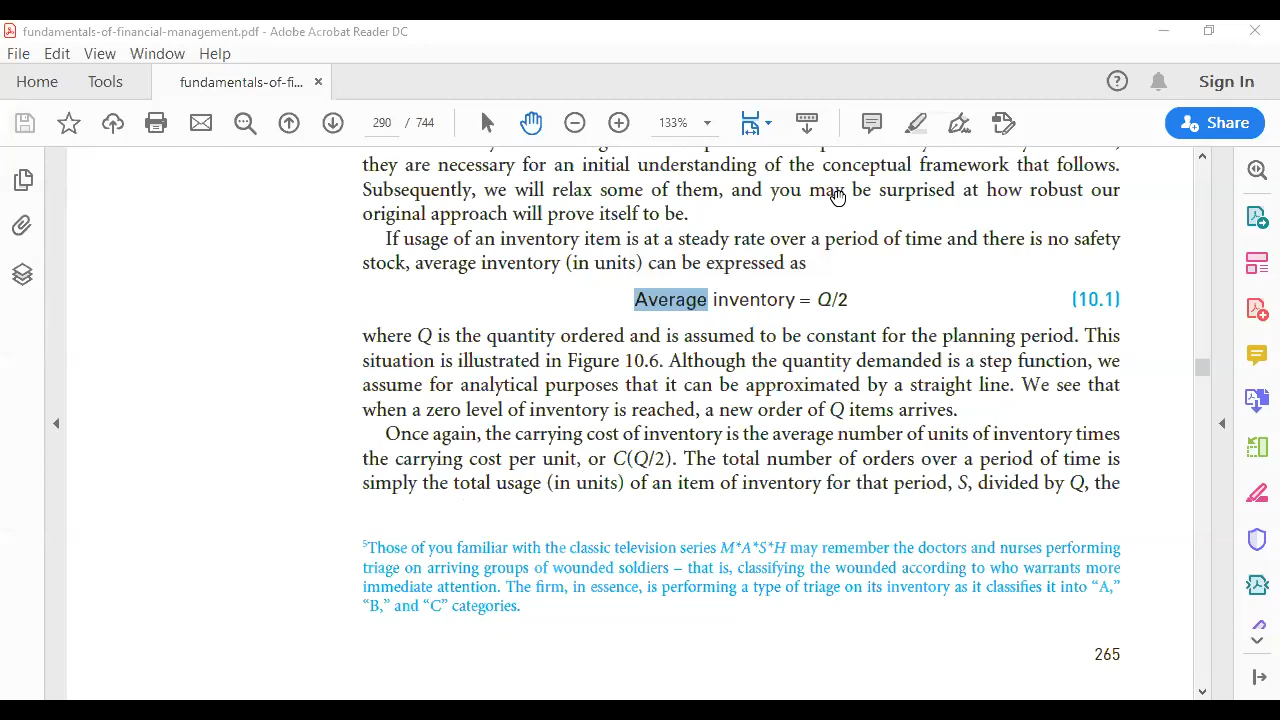 fundamentals-of-financial-management.pdf - Adobe Acrobat Reader DC
File Edit View Window Help
Home Tools fundamentals-of-fi... × Sign In
290 / 744 133% Share
they are necessary for an initial understanding of the conceptual framework that follows.
Subsequently, we will relax some of them, and you may be surprised at how robust our
original approach will prove itself to be.
If usage of an inventory item is at a steady rate over a period of time and there is no safety
stock, average inventory (in units) can be expressed as
Average inventory = Q/2 (10.1)
where Q is the quantity ordered and is assumed to be constant for the planning period. This
situation is illustrated in Figure 10.6. Although the quantity demanded is a step function, we
assume for analytical purposes that it can be approximated by a straight line. We see that
when a zero level of inventory is reached, a new order of Q items arrives.
Once again, the carrying cost of inventory is the average number of units of inventory times
the carrying cost per unit, or C(Q/2). The total number of orders over a period of time is
simply the total usage (in units) of an item of inventory for that period, S, divided by Q, the
⁵Those of you familiar with the classic television series M*A*S*H may remember the doctors and nurses performing
triage on arriving groups of wounded soldiers – that is, classifying the wounded according to who warrants more
immediate attention. The firm, in essence, is performing a type of triage on its inventory as it classifies it into “A,”
“B,” and “C” categories.
265